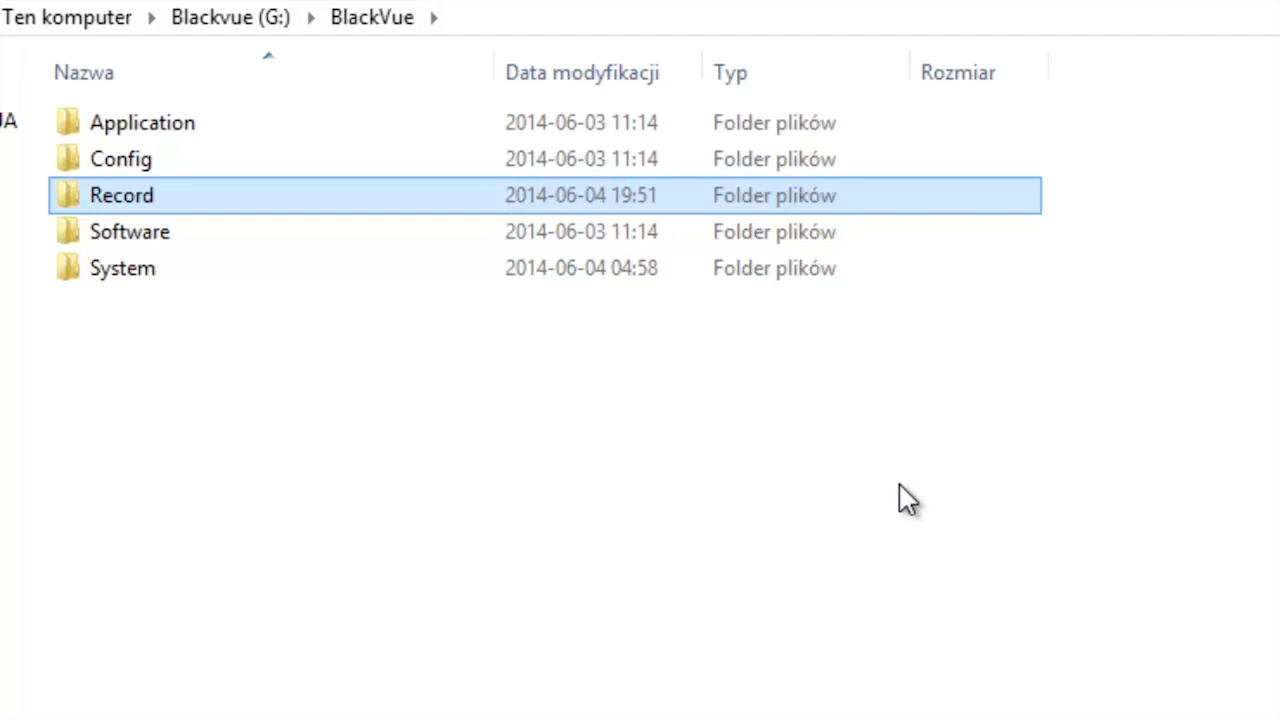 Ten komputer Blackvue (G:) BlackVue
Nazwa Data modyfikacji Typ Rozmiar
JA
Application 2014-06-03 11:14 Folder plików
Config 2014-06-03 11:14 Folder plików
Record 2014-06-04 19:51 Folder plików
Software 2014-06-03 11:14 Folder plików
System 2014-06-04 04:58 Folder plików